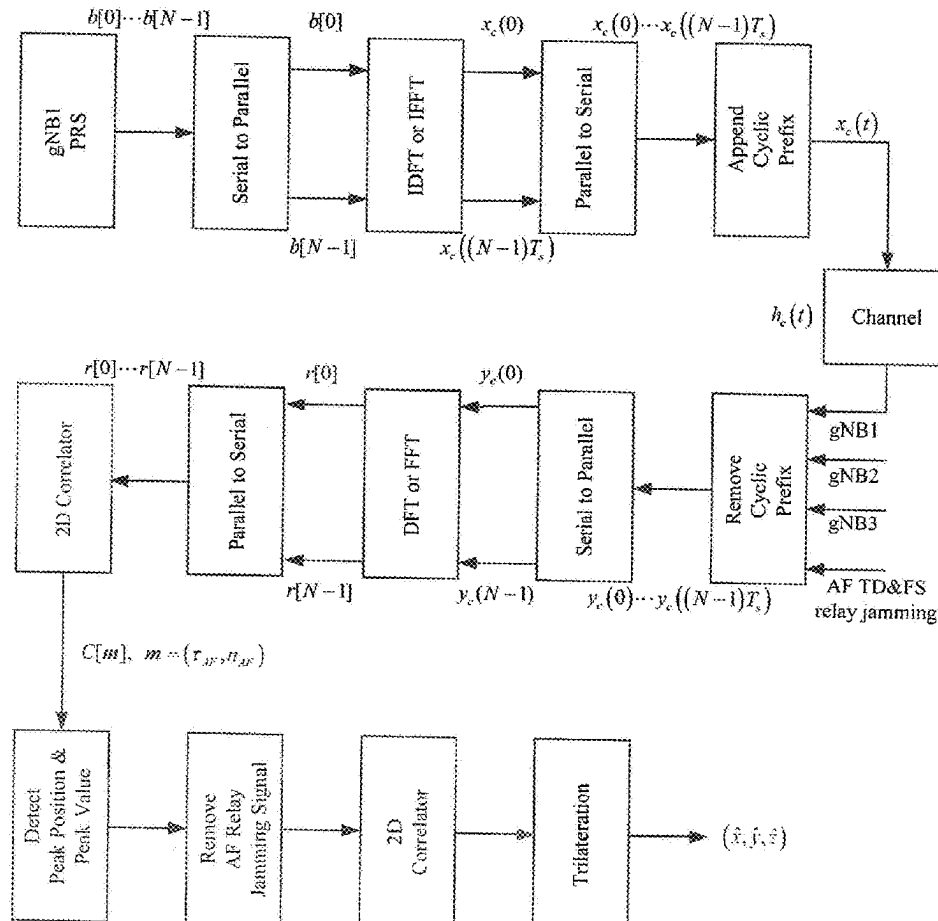 b[0]⋯b[N−1]
b[0]
x_c(0)
x_c(0)⋯x_c((N−1)T_s)
gNB1
PRS
Serial to Parallel
IDFT or IFFT
Parallel to Serial
Append
Cyclic
Prefix
x_c(t)
b[N−1]
x_c((N−1)T_s)
h_c(t)
Channel
r[0]⋯r[N−1]
r[0]
y_c(0)
2D Correlator
Parallel to Serial
DFT or FFT
Serial to Parallel
Remove
Cyclic
Prefix
gNB1
gNB2
gNB3
AF TD&FS
relay jamming
r[N−1]
y_c(N−1)
y_c(0)⋯y_c((N−1)T_s)
C[m], m = (τ_AF, n_AF)
Detect
Peak Position &
Peak Value
Remove
AF Relay
Jamming Signal
2D
Correlator
Trilateration
(x̂, ŷ, ẑ)